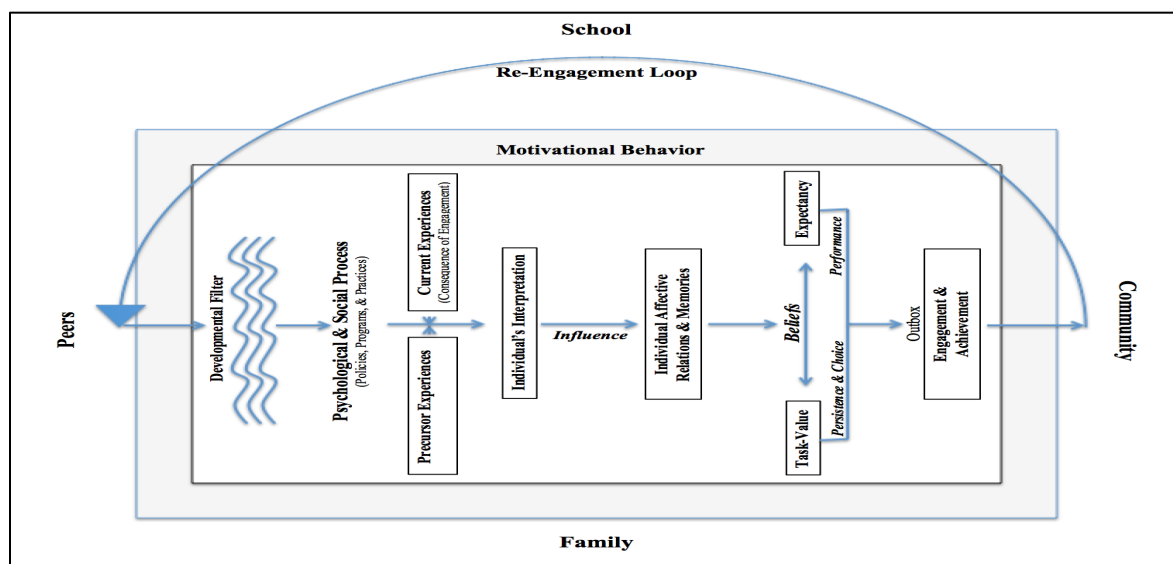 School
Re-Engagement Loop
Motivational Behavior
Peers
Developmental Filter
Psychological & Social Process
(Policies, Programs, & Practices)
Current Experiences
(Consequence of Engagement)
Precursor Experiences
Individual's Interpretation
Influence
Individual Affective
Relations & Memories
Expectancy
Beliefs
Task-Value
Performance
Persistence & Choice
Outbox
Engagement &
Achievement
Community
Family